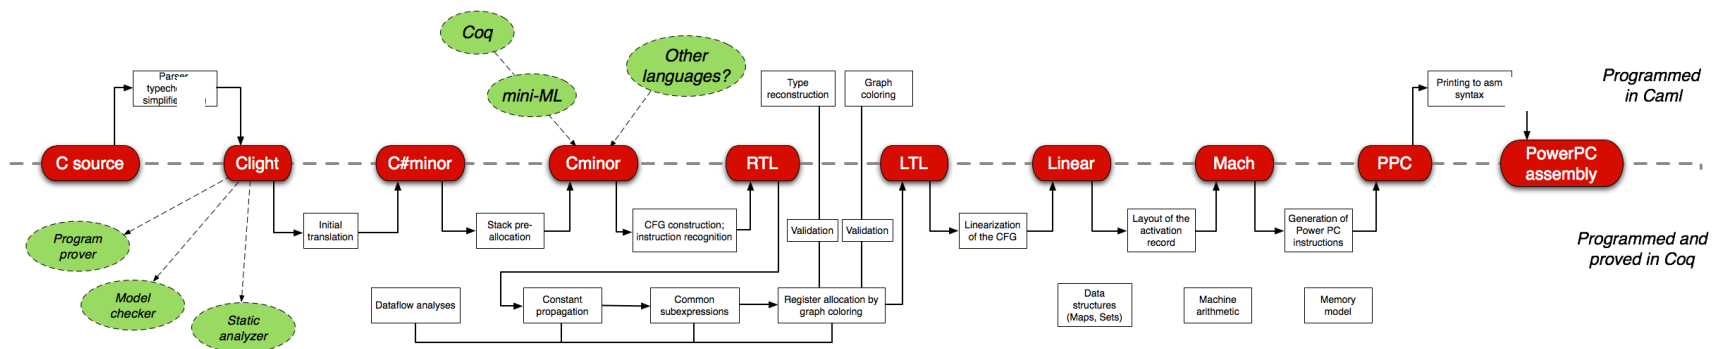 Coq
Other
languages?
mini-ML
Type
reconstruction
Graph
coloring
Printing to asm
syntax
Programmed
in Caml
C source
Clight
C#minor
Cminor
RTL
LTL
Linear
Mach
PPC
PowerPC
assembly
Initial
translation
Stack pre-
allocation
CFG construction;
instruction recognition
Validation
Validation
Linearization
of the CFG
Layout of the
activation
record
Generation of
Power PC
instructions
Programmed and
proved in Coq
Program
prover
Model
checker
Static
analyzer
Dataflow analyses
Constant
propagation
Common
subexpressions
Register allocation by
graph coloring
Data
structures
(Maps, Sets)
Machine
arithmetic
Memory
model